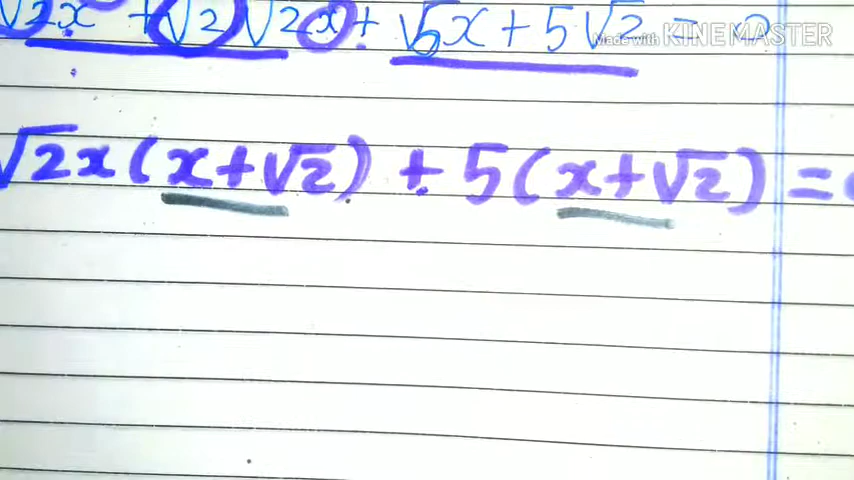 √2x² + √2√2x + 5x + 5√2 = 0
Made with KINEMASTER
√2x (x+√2) + 5(x+√2) =